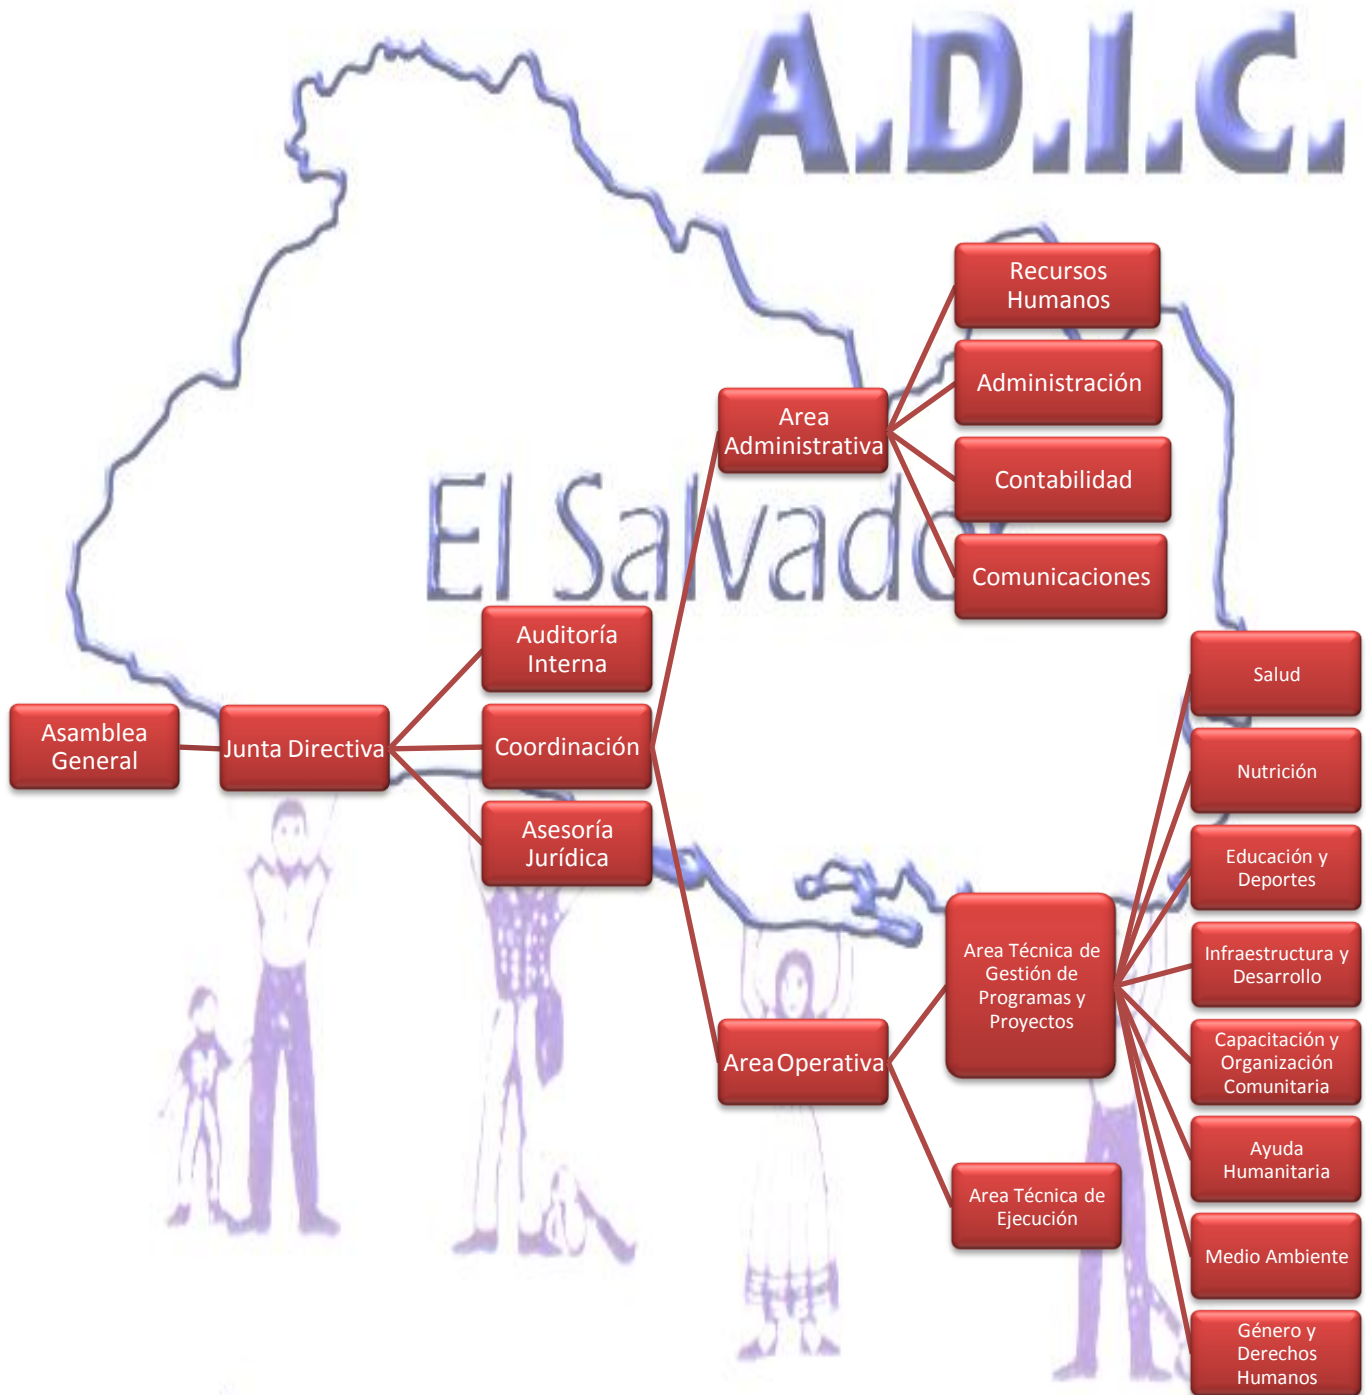 A.D.I.C.
El Salvador
Asamblea
General
Junta Directiva
Auditoría
Interna
Coordinación
Asesoría
Jurídica
Area
Administrativa
Recursos
Humanos
Administración
Contabilidad
Comunicaciones
Area Operativa
Area Técnica de
Gestión de
Programas y
Proyectos
Salud
Nutrición
Educación y
Deportes
Infraestructura y
Desarrollo
Capacitación y
Organización
Comunitaria
Ayuda
Humanitaria
Medio Ambiente
Género y
Derechos
Humanos
Area Técnica de
Ejecución